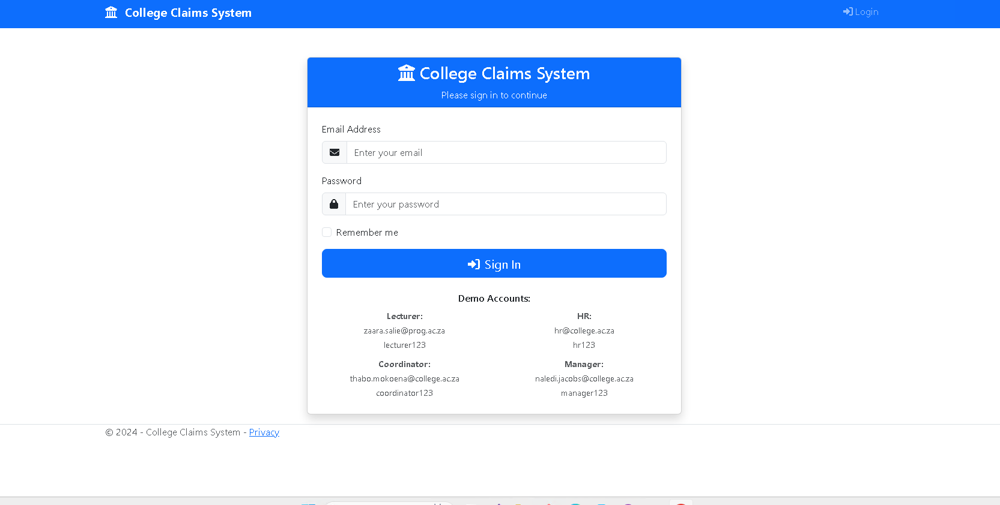 College Claims System
Login
College Claims System
Please sign in to continue
Email Address
Enter your email
Password
Enter your password
Remember me
Sign In
Demo Accounts:
Lecturer:
zaara.salie@prog.ac.za
lecturer123
HR:
hr@college.ac.za
hr123
Coordinator:
thabo.mokoena@college.ac.za
coordinator123
Manager:
naledi.jacobs@college.ac.za
manager123
© 2024 - College Claims System - Privacy